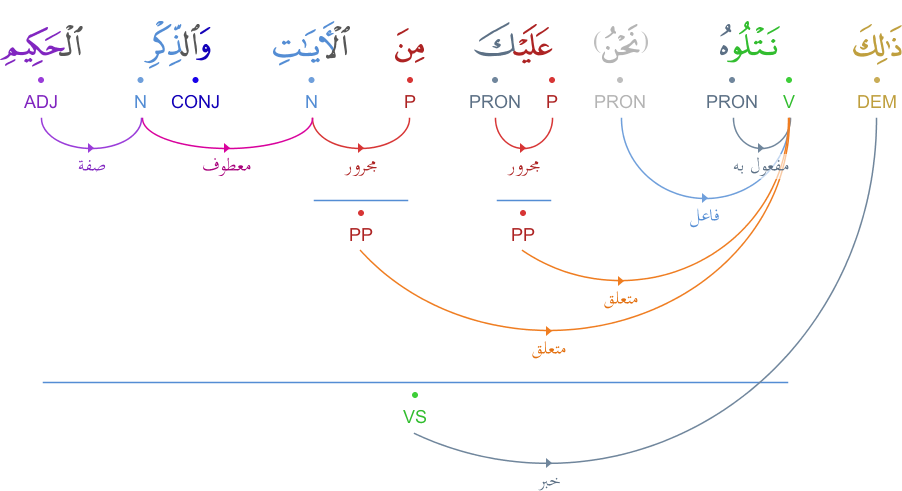 ذَٰلِكَ نَتْلُوهُ (نَحْنُ) عَلَيْكَ مِنَ ٱلْـَٔايَـٰتِ وَٱلذِّكْرِ ٱلْحَكِيمِ
DEM V PRON PRON P PRON P N CONJ N ADJ
مفعول به مجرور مجرور معطوف صفة
فاعل
PP PP
متعلق
متعلق
VS
خبر